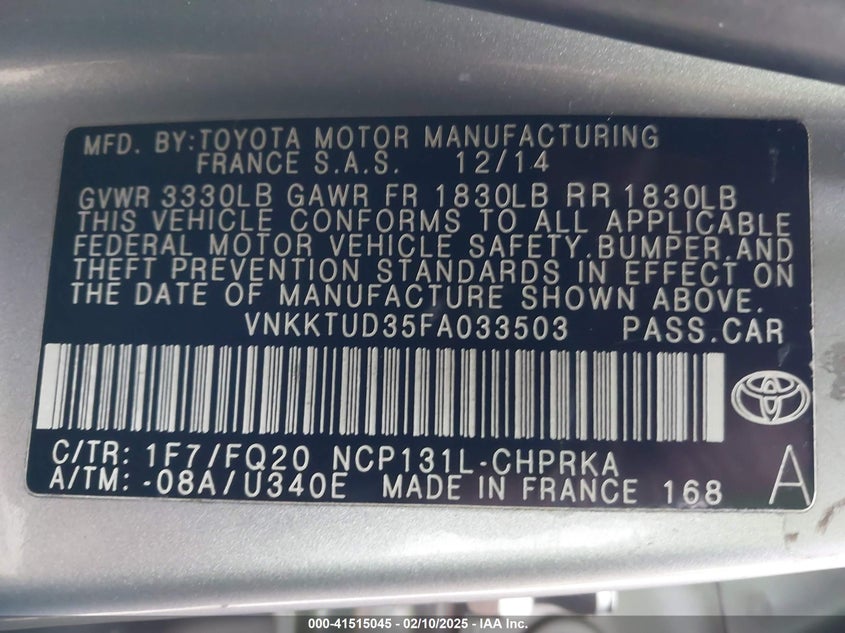 MFD. BY:TOYOTA MOTOR MANUFACTURING
FRANCE S.A.S. 12/14
GVWR 3330LB GAWR FR 1830LB RR 1830LB
THIS VEHICLE CONFORMS TO ALL APPLICABLE
FEDERAL MOTOR VEHICLE SAFETY,BUMPER,AND
THEFT PREVENTION STANDARDS IN EFFECT ON
THE DATE OF MANUFACTURE SHOWN ABOVE.
VNKKTUD35FA033503 PASS.CAR
C/TR: 1F7/FQ20 NCP131L-CHPRKA
A/TM: -08A/U340E MADE IN FRANCE 168 A
000-41515045 — 02/10/2025 — IAA Inc.